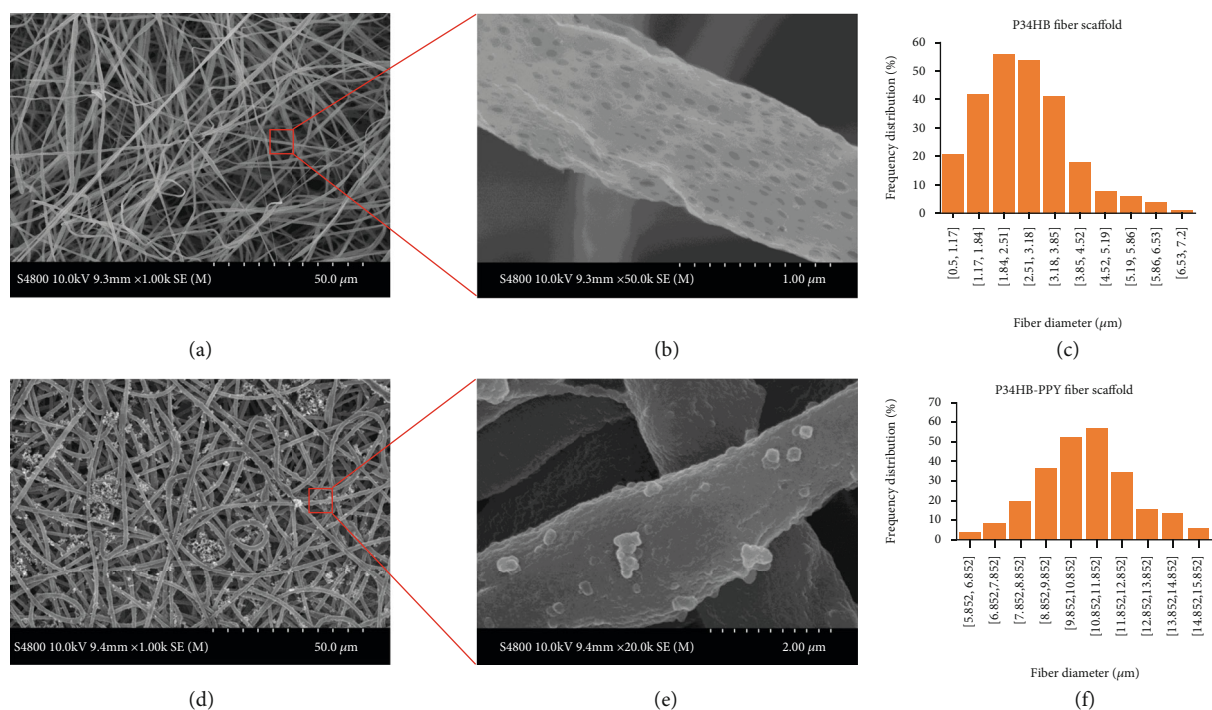 S4800 10.0kV 9.3mm ×1.00k SE (M) 50.0 μm
(a)
S4800 10.0kV 9.3mm ×50.0k SE (M) 1.00 μm
(b)
P34HB fiber scaffold
Frequency distribution (%)
60
50
40
30
20
10
0
[0.5, 1.17]
[1.17, 1.84]
[1.84, 2.51]
[2.51, 3.18]
[3.18, 3.85]
[3.85, 4.52]
[4.52, 5.19]
[5.19, 5.86]
[5.86, 6.53]
[6.53, 7.2]
Fiber diameter (μm)
(c)
S4800 10.0kV 9.4mm ×1.00k SE (M) 50.0 μm
(d)
S4800 10.0kV 9.4mm ×20.0k SE (M) 2.00 μm
(e)
P34HB-PPY fiber scaffold
Frequency distribution (%)
70
60
50
40
30
20
10
0
[5.852, 6.852]
[6.852,7.852]
[7.852,8.852]
[8.852,9.852]
[9.852,10.852]
[10.852,11.852]
[11.852,12.852]
[12.852,13.852]
[13.852,14.852]
[14.852,15.852]
Fiber diameter (μm)
(f)